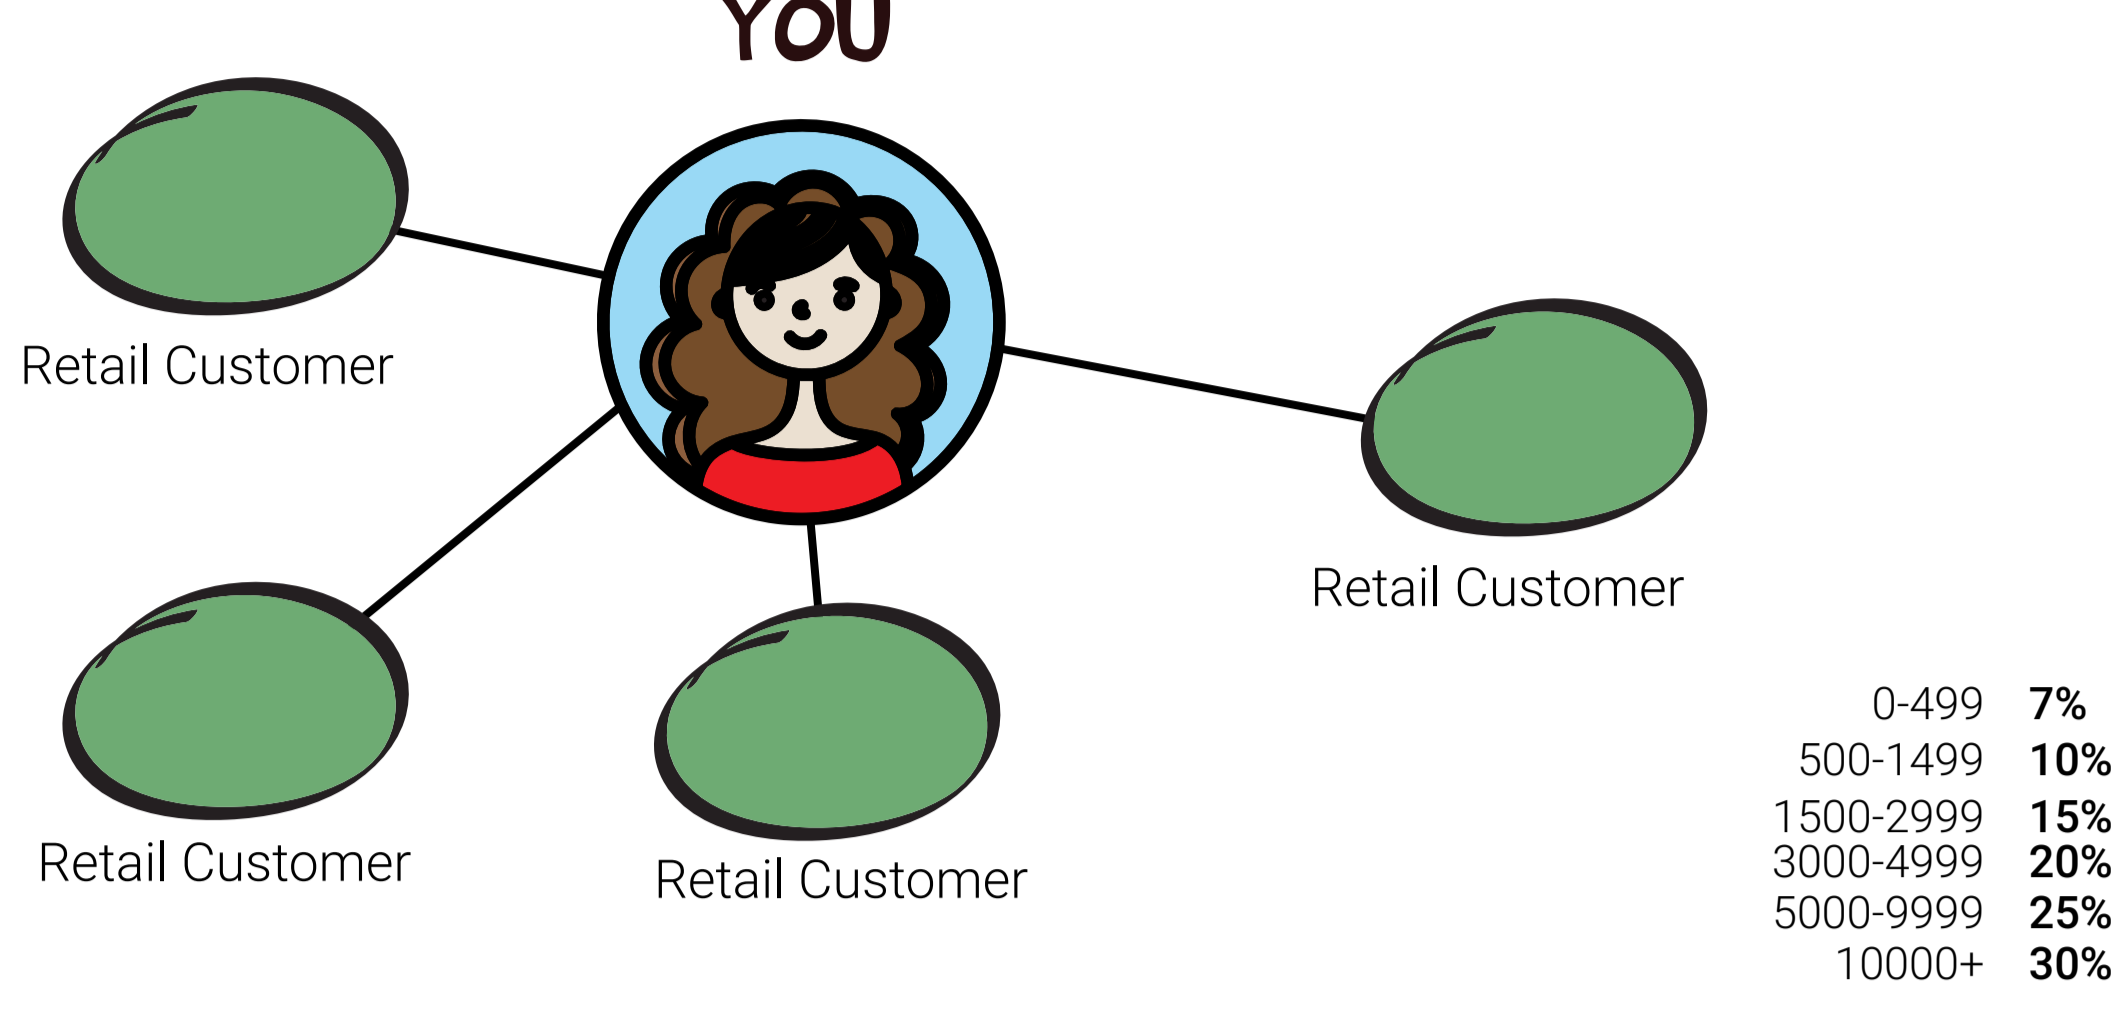 YOU
Retail Customer
Retail Customer
Retail Customer
Retail Customer
0-499 7%
500-1499 10%
1500-2999 15%
3000-4999 20%
5000-9999 25%
10000+ 30%